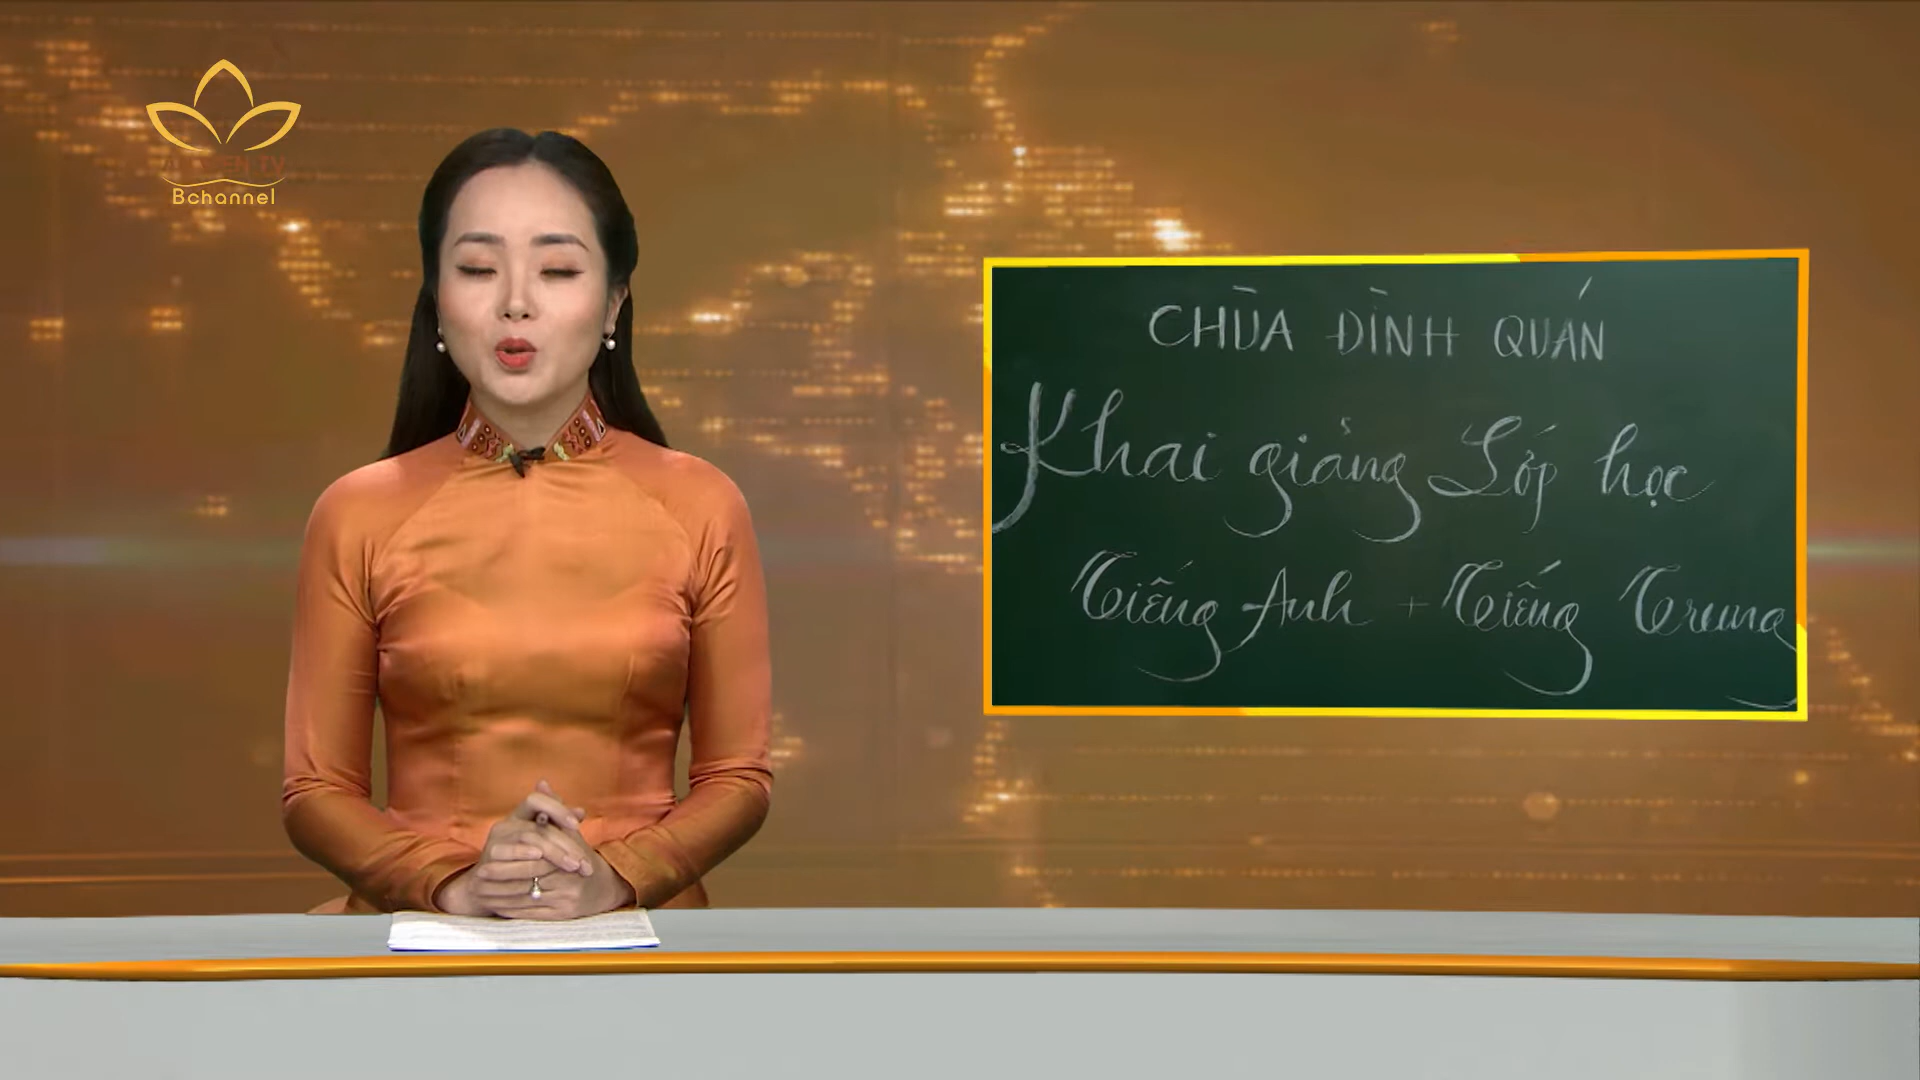 Bchannel
CHÙA ĐÌNH QUÁN
Khai giảng Lớp học
Tiếng Anh + Tiếng Trung